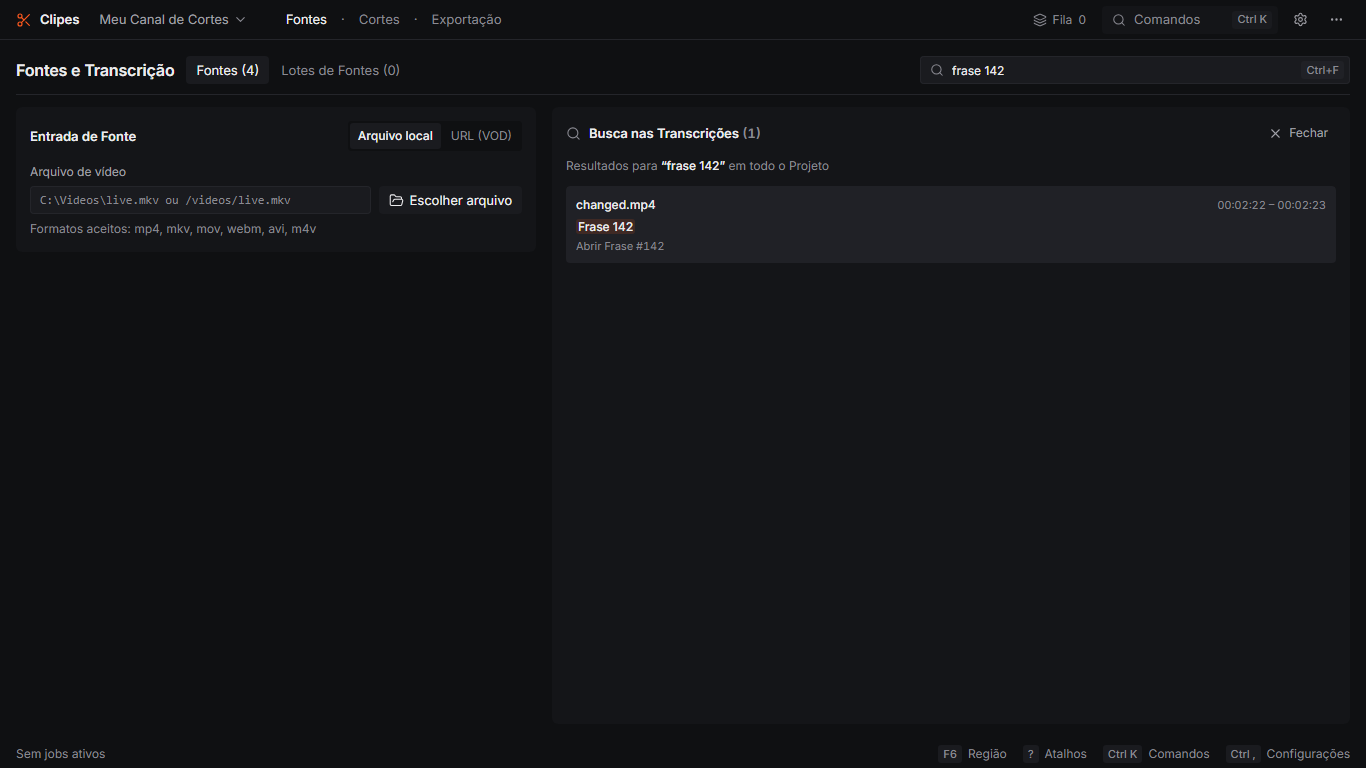 Clipes Meu Canal de Cortes Fontes · Cortes · Exportação Fila 0 Comandos Ctrl K
Fontes e Transcrição Fontes (4) Lotes de Fontes (0) frase 142 Ctrl+F
Entrada de Fonte Arquivo local URL (VOD)
Arquivo de vídeo
C:\Videos\live.mkv ou /videos/live.mkv Escolher arquivo
Formatos aceitos: mp4, mkv, mov, webm, avi, m4v
Busca nas Transcrições (1) Fechar
Resultados para “frase 142” em todo o Projeto
changed.mp4 00:02:22 – 00:02:23
Frase 142
Abrir Frase #142
Sem jobs ativos F6 Região ? Atalhos Ctrl K Comandos Ctrl , Configurações